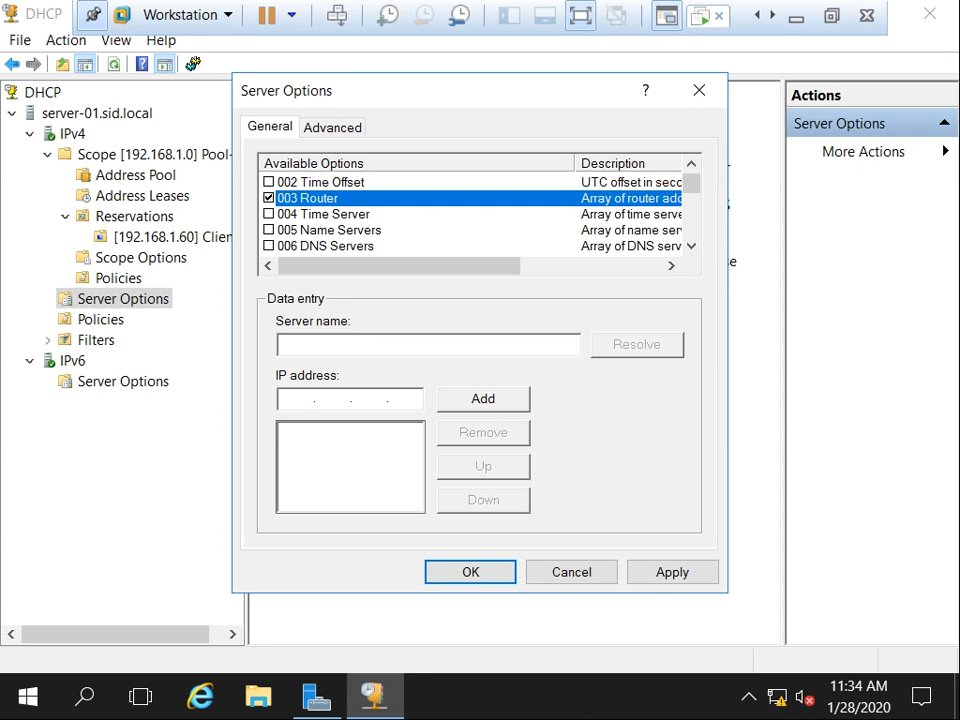 DHCP
Workstation
File Action View Help
DHCP
server-01.sid.local
IPv4
Scope [192.168.1.0] Pool-
Address Pool
Address Leases
Reservations
[192.168.1.60] Clien
Scope Options
Policies
Server Options
Policies
Filters
IPv6
Server Options
Server Options
?
General Advanced
Available Options Description
002 Time Offset UTC offset in secc
003 Router Array of router add
004 Time Server Array of time serve
005 Name Servers Array of name serv
006 DNS Servers Array of DNS serv
Data entry
Server name:
Resolve
IP address:
. . .
Add
Remove
Up
Down
OK Cancel Apply
se
Actions
Server Options
More Actions
11:34 AM
1/28/2020